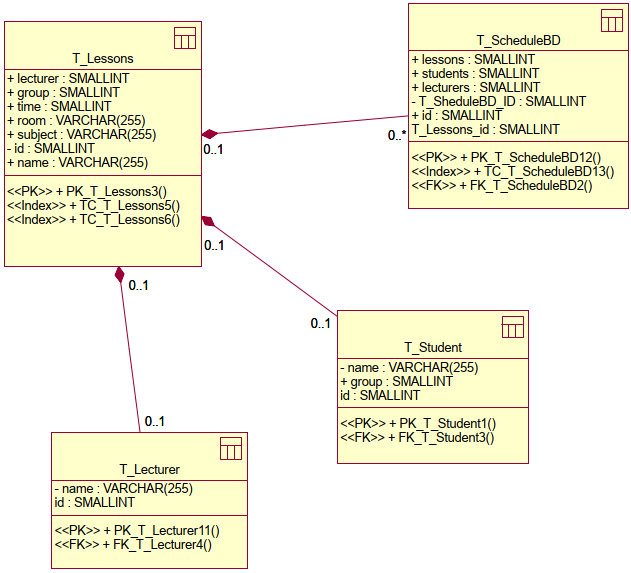 T_Lessons
+ lecturer : SMALLINT
+ group : SMALLINT
+ time : SMALLINT
+ room : VARCHAR(255)
+ subject : VARCHAR(255)
- id : SMALLINT
+ name : VARCHAR(255)
<<PK>> + PK_T_Lessons3()
<<Index>> + TC_T_Lessons5()
<<Index>> + TC_T_Lessons6()
T_ScheduleBD
+ lessons : SMALLINT
+ students : SMALLINT
+ lecturers : SMALLINT
- T_SheduleBD_ID : SMALLINT
+ id : SMALLINT
T_Lessons_id : SMALLINT
<<PK>> + PK_T_ScheduleBD12()
<<Index>> + TC_T_ScheduleBD13()
<<FK>> + FK_T_ScheduleBD2()
0..1
0..*
0..1
0..1
0..1
0..1
T_Student
- name : VARCHAR(255)
+ group : SMALLINT
id : SMALLINT
<<PK>> + PK_T_Student1()
<<FK>> + FK_T_Student3()
T_Lecturer
- name : VARCHAR(255)
id : SMALLINT
<<PK>> + PK_T_Lecturer11()
<<FK>> + FK_T_Lecturer4()